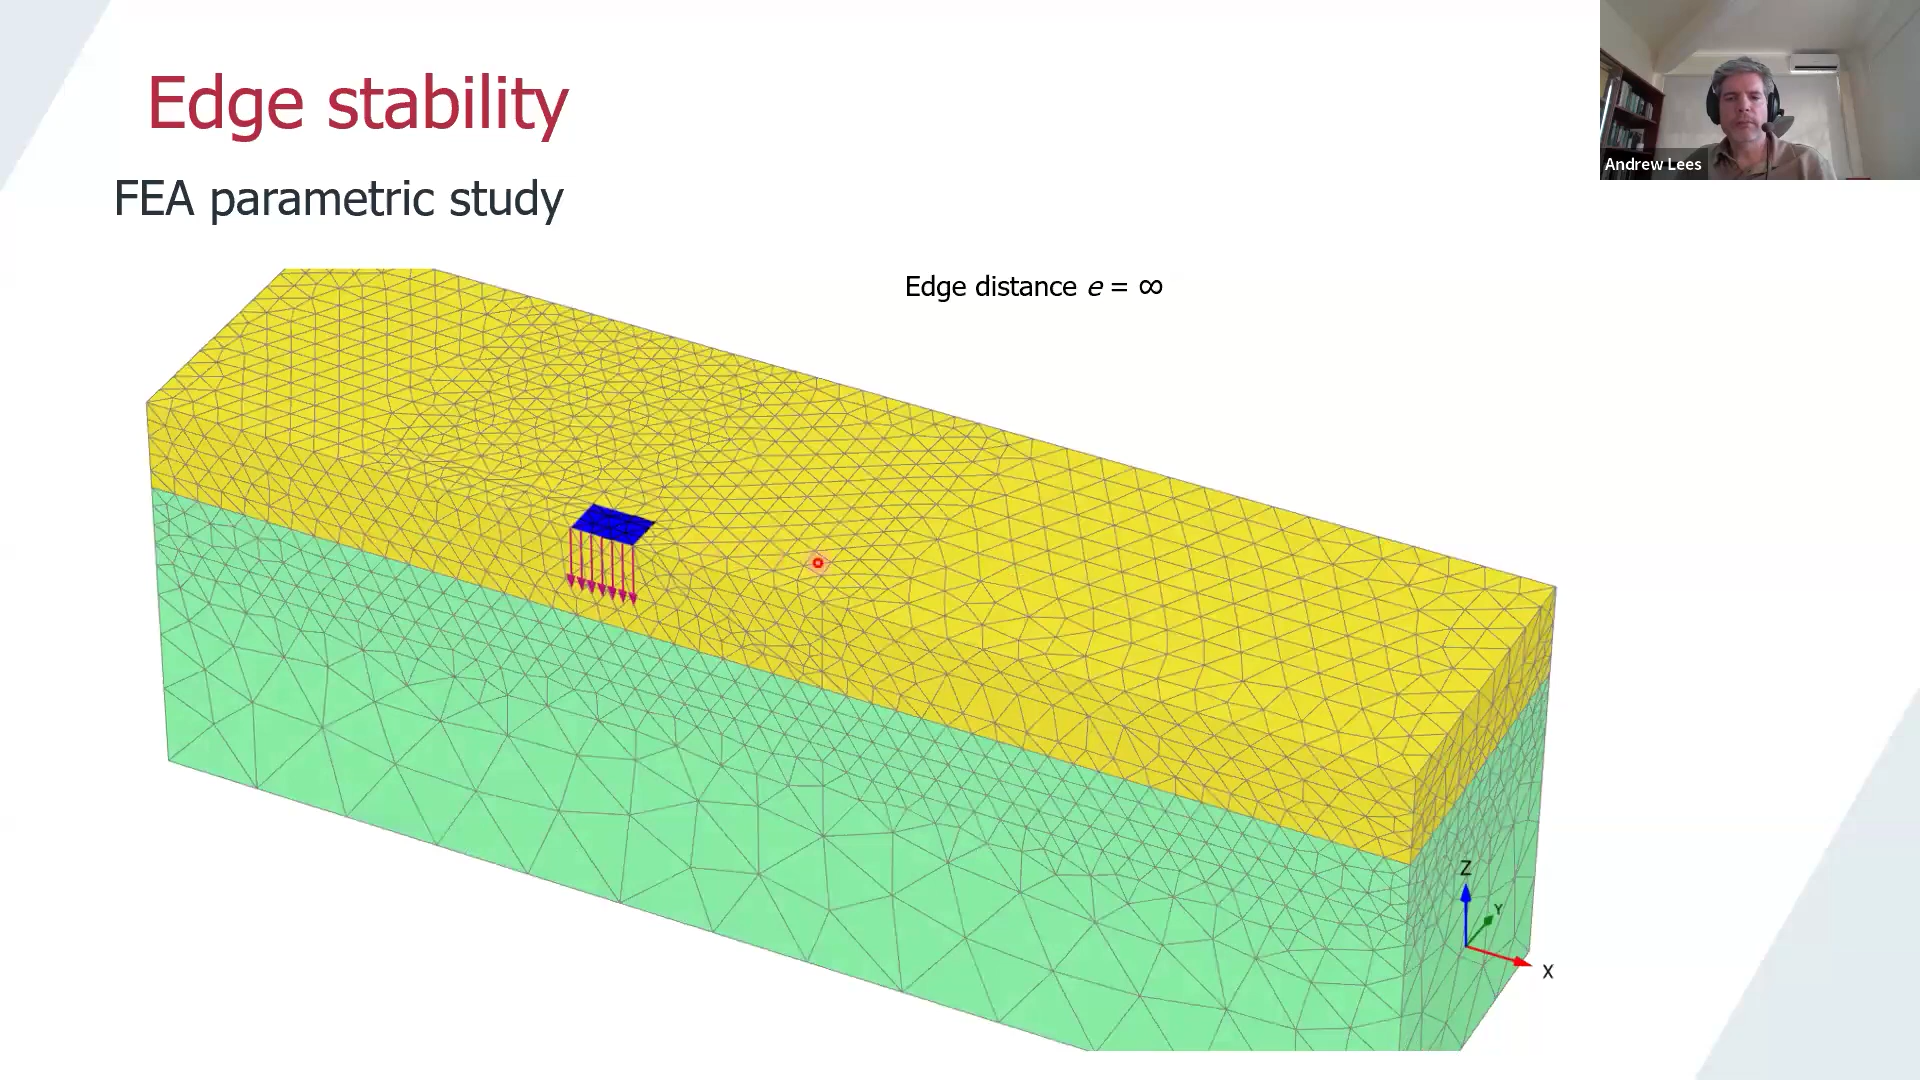 Edge stability
Andrew Lees
FEA parametric study
Edge distance e = ∞
Z
Y
X